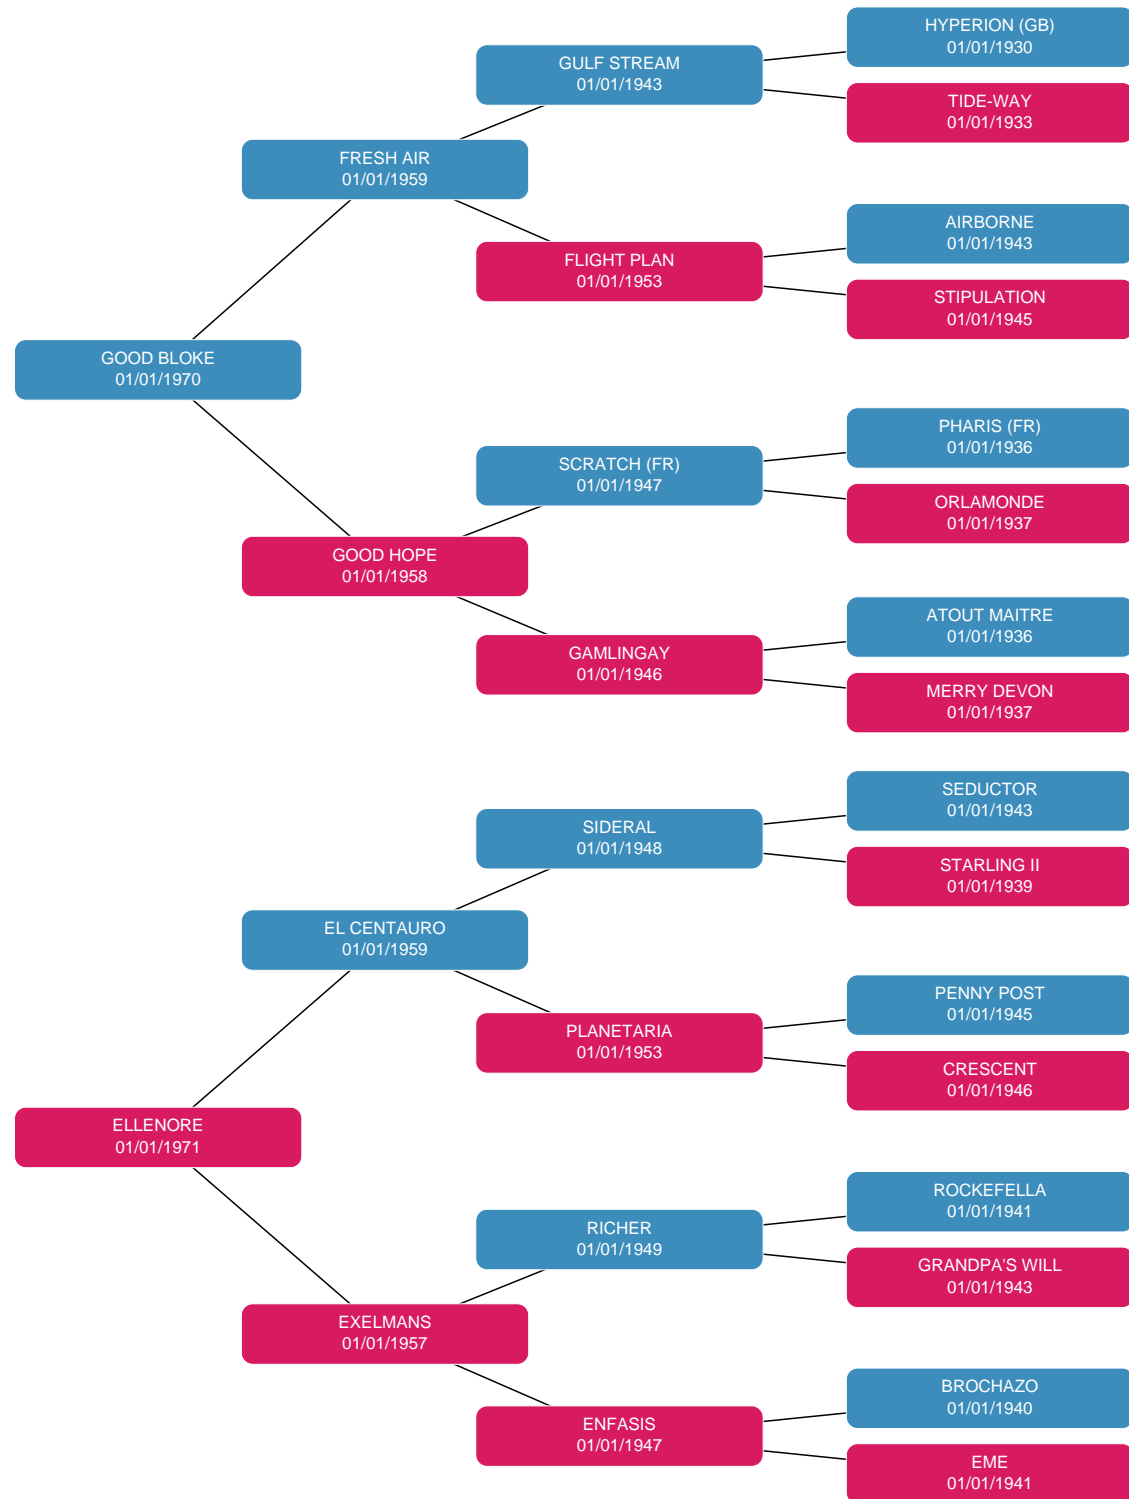 HYPERION (GB)
01/01/1930
GULF STREAM
01/01/1943
TIDE-WAY
01/01/1933
FRESH AIR
01/01/1959
AIRBORNE
01/01/1943
FLIGHT PLAN
01/01/1953
STIPULATION
01/01/1945
GOOD BLOKE
01/01/1970
PHARIS (FR)
01/01/1936
SCRATCH (FR)
01/01/1947
ORLAMONDE
01/01/1937
GOOD HOPE
01/01/1958
ATOUT MAITRE
01/01/1936
GAMLINGAY
01/01/1946
MERRY DEVON
01/01/1937
SEDUCTOR
01/01/1943
SIDERAL
01/01/1948
STARLING II
01/01/1939
EL CENTAURO
01/01/1959
PENNY POST
01/01/1945
PLANETARIA
01/01/1953
CRESCENT
01/01/1946
ELLENORE
01/01/1971
ROCKEFELLA
01/01/1941
RICHER
01/01/1949
GRANDPA'S WILL
01/01/1943
EXELMANS
01/01/1957
BROCHAZO
01/01/1940
ENFASIS
01/01/1947
EME
01/01/1941